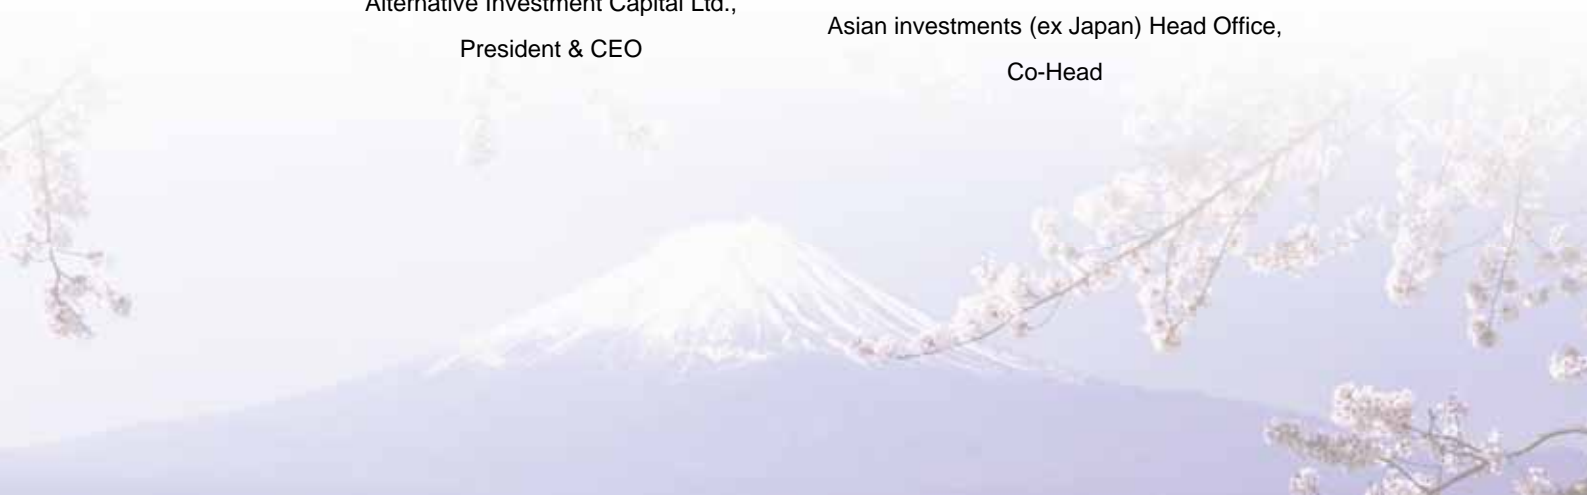 Alternative Investment Capital Ltd.,
President & CEO
Asian investments (ex Japan) Head Office,
Co-Head